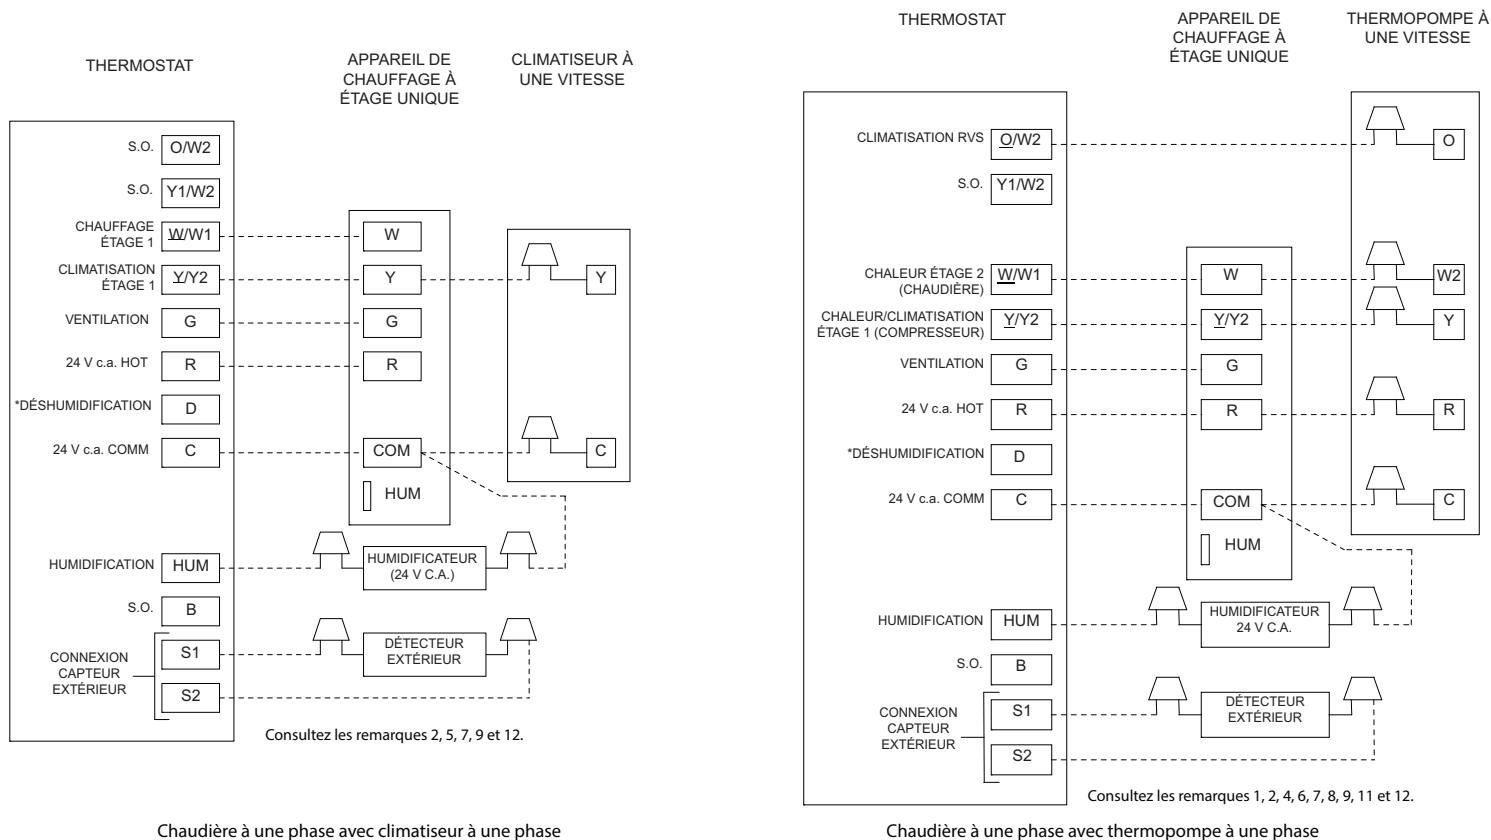 THERMOSTAT
APPAREIL DE
CHAUFFAGE À
ÉTAGE UNIQUE
CLIMATISEUR À
UNE VITESSE
S.O. O/W2
S.O. Y1/W2
CHAUFFAGE
ÉTAGE 1
W/W1
W
CLIMATISATION
ÉTAGE 1
Y/Y2
Y
Y
VENTILATION G
G
24 V c.a. HOT R
R
*DÉSHUMIDIFICATION D
24 V c.a. COMM C
COM
C
HUM
HUMIDIFICATION HUM
HUMIDIFICATEUR
(24 V C.A.)
S.O. B
CONNEXION
CAPTEUR
EXTÉRIEUR
S1
S2
DÉTECTEUR
EXTÉRIEUR
Consultez les remarques 2, 5, 7, 9 et 12.
Chaudière à une phase avec climatiseur à une phase
THERMOSTAT
APPAREIL DE
CHAUFFAGE À
ÉTAGE UNIQUE
THERMOPOMPE À
UNE VITESSE
CLIMATISATION RVS O/W2
O
S.O. Y1/W2
CHALEUR ÉTAGE 2
(CHAUDIÈRE)
W/W1
W
W2
CHALEUR/CLIMATISATION
ÉTAGE 1 (COMPRESSEUR)
Y/Y2
Y/Y2
Y
VENTILATION G
G
24 V c.a. HOT R
R
R
*DÉSHUMIDIFICATION D
24 V c.a. COMM C
COM
C
HUM
HUMIDIFICATION HUM
HUMIDIFICATEUR
24 V C.A.
S.O. B
CONNEXION
CAPTEUR
EXTÉRIEUR
S1
S2
DÉTECTEUR
EXTÉRIEUR
Consultez les remarques 1, 2, 4, 6, 7, 8, 9, 11 et 12.
Chaudière à une phase avec thermopompe à une phase